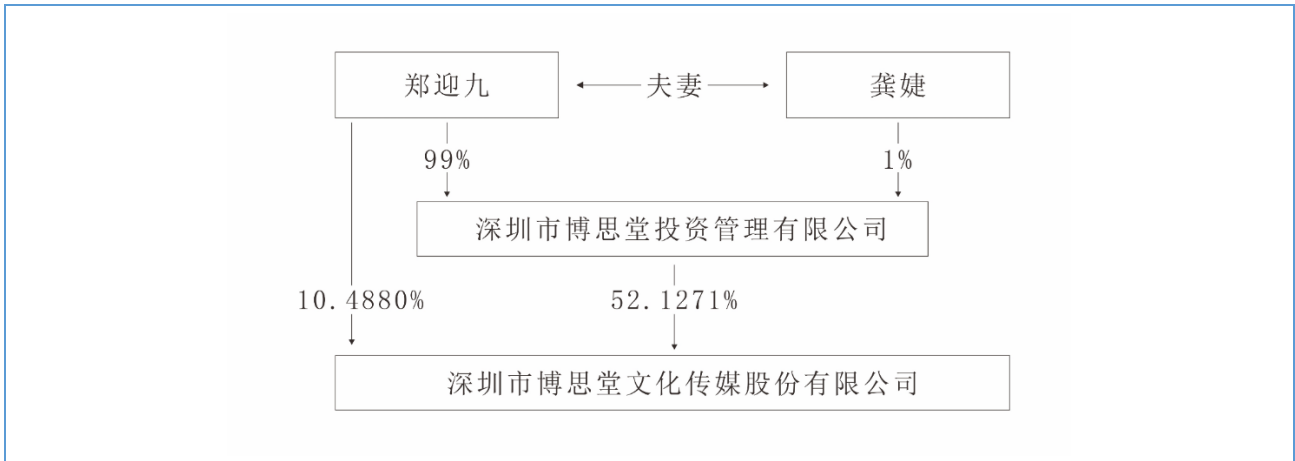 郑迎九
夫妻
龚婕
99%
1%
深圳市博思堂投资管理有限公司
10.4880%
52.1271%
深圳市博思堂文化传媒股份有限公司